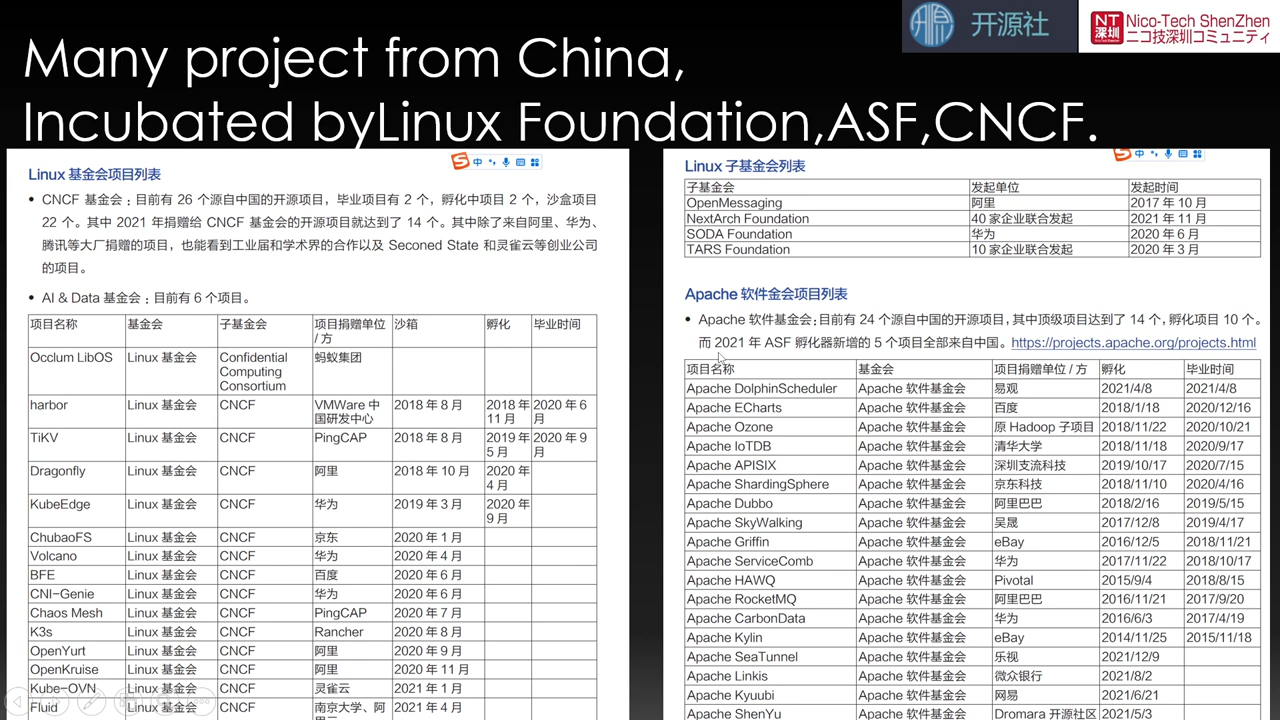 开源社
NT
深圳
Nico-Tech ShenZhen
ニコ技深圳コミュニティ
Many project from China,
Incubated byLinux Foundation,ASF,CNCF.
中
Linux 基金会项目列表
• CNCF 基金会：目前有 26 个源自中国的开源项目，毕业项目有 2 个，孵化中项目 2 个，沙盒项目
22 个。其中 2021 年捐赠给 CNCF 基金会的开源项目就达到了 14 个。其中除了来自阿里、华为、
腾讯等大厂捐赠的项目，也能看到工业届和学术界的合作以及 Seconed State 和灵雀云等创业公司
的项目。
• AI & Data 基金会：目前有 6 个项目。
项目名称 基金会 子基金会 项目捐赠单位 沙箱 孵化 毕业时间
/ 方
Occlum LibOS Linux 基金会 Confidential 蚂蚁集团
Computing
Consortium
harbor Linux 基金会 CNCF VMWare 中 2018 年 8 月 2018 年 2020 年 6
国研发中心 11 月 月
TiKV Linux 基金会 CNCF PingCAP 2018 年 8 月 2019 年 2020 年 9
5 月 月
Dragonfly Linux 基金会 CNCF 阿里 2018 年 10 月 2020 年
4 月
KubeEdge Linux 基金会 CNCF 华为 2019 年 3 月 2020 年
9 月
ChubaoFS Linux 基金会 CNCF 京东 2020 年 1 月
Volcano Linux 基金会 CNCF 华为 2020 年 4 月
BFE Linux 基金会 CNCF 百度 2020 年 6 月
CNI-Genie Linux 基金会 CNCF 华为 2020 年 6 月
Chaos Mesh Linux 基金会 CNCF PingCAP 2020 年 7 月
K3s Linux 基金会 CNCF Rancher 2020 年 8 月
OpenYurt Linux 基金会 CNCF 阿里 2020 年 9 月
OpenKruise Linux 基金会 CNCF 阿里 2020 年 11 月
Kube-OVN Linux 基金会 CNCF 灵雀云 2021 年 1 月
Fluid Linux 基金会 CNCF 南京大学、阿 2021 年 4 月
中
Linux 子基金会列表
子基金会 发起单位 发起时间
OpenMessaging 阿里 2017 年 10 月
NextArch Foundation 40 家企业联合发起 2021 年 11 月
SODA Foundation 华为 2020 年 6 月
TARS Foundation 10 家企业联合发起 2020 年 3 月
Apache 软件金会项目列表
• Apache 软件基金会：目前有 24 个源自中国的开源项目，其中顶级项目达到了 14 个，孵化项目 10 个。
而 2021 年 ASF 孵化器新增的 5 个项目全部来自中国。https://projects.apache.org/projects.html
项目名称 基金会 项目捐赠单位 / 方 孵化 毕业时间
Apache DolphinScheduler Apache 软件基金会 易观 2021/4/8 2021/4/8
Apache ECharts Apache 软件基金会 百度 2018/1/18 2020/12/16
Apache Ozone Apache 软件基金会 原 Hadoop 子项目 2018/11/22 2020/10/21
Apache IoTDB Apache 软件基金会 清华大学 2018/11/18 2020/9/17
Apache APISIX Apache 软件基金会 深圳支流科技 2019/10/17 2020/7/15
Apache ShardingSphere Apache 软件基金会 京东科技 2018/11/10 2020/4/16
Apache Dubbo Apache 软件基金会 阿里巴巴 2018/2/16 2019/5/15
Apache SkyWalking Apache 软件基金会 吴晟 2017/12/8 2019/4/17
Apache Griffin Apache 软件基金会 eBay 2016/12/5 2018/11/21
Apache ServiceComb Apache 软件基金会 华为 2017/11/22 2018/10/17
Apache HAWQ Apache 软件基金会 Pivotal 2015/9/4 2018/8/15
Apache RocketMQ Apache 软件基金会 阿里巴巴 2016/11/21 2017/9/20
Apache CarbonData Apache 软件基金会 华为 2016/6/3 2017/4/19
Apache Kylin Apache 软件基金会 eBay 2014/11/25 2015/11/18
Apache SeaTunnel Apache 软件基金会 乐视 2021/12/9
Apache Linkis Apache 软件基金会 微众银行 2021/8/2
Apache Kyuubi Apache 软件基金会 网易 2021/6/21
Apache ShenYu Apache 软件基金会 Dromara 开源社区 2021/5/3